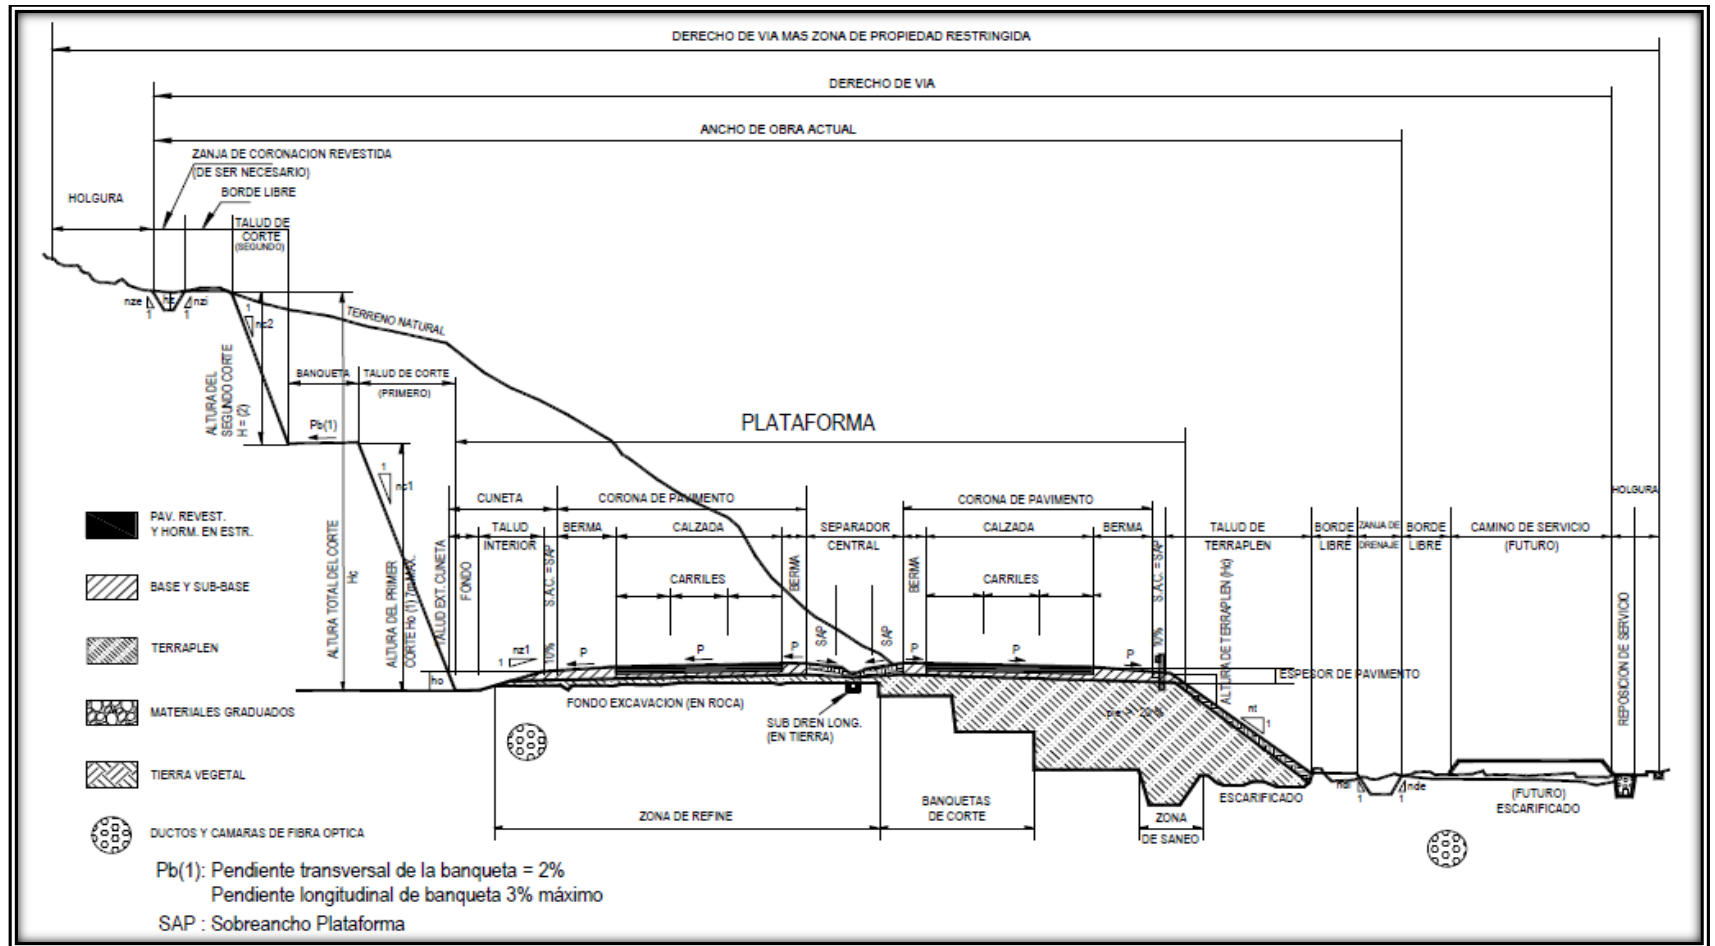 DERECHO DE VIA MAS ZONA DE PROPIEDAD RESTRINGIDA
DERECHO DE VIA
ANCHO DE OBRA ACTUAL
ZANJA DE CORONACION REVESTIDA
(DE SER NECESARIO)
BORDE LIBRE
HOLGURA
TALUD DE
CORTE
(SEGUNDO)
nze
hz
nzi
1
1
1
nc2
TERRENO NATURAL
ALTURA DEL
SEGUNDO CORTE
H = (2)
BANQUETA
TALUD DE CORTE
(PRIMERO)
Pb(1)
PLATAFORMA
1
nc1
ALTURA TOTAL DEL CORTE
Hc
ALTURA DEL PRIMER
CORTE Ho (1) 7m MAX.
HOLGURA
CUNETA
CORONA DE PAVIMENTO
CORONA DE PAVIMENTO
TALUD EXT. CUNETA
FONDO
TALUD
INTERIOR
S.A.C. = SAP
BERMA
CALZADA
BERMA
SEPARADOR
CENTRAL
BERMA
CALZADA
BERMA
S.A.C. = SAP
TALUD DE
TERRAPLEN
BORDE
LIBRE
ZANJA DE
DRENAJE
BORDE
LIBRE
CAMINO DE SERVICIO
(FUTURO)
CARRILES
CARRILES
ALTURA DE TERRAPLEN (Hc)
REPOSICION DE SERVICIO
SAP
SAP
nz1
1
10%
P
P
P
P
P
P
ho
ESPESOR DE PAVIMENTO
FONDO EXCAVACION (EN ROCA)
SUB DREN LONG.
(EN TIERRA)
nt
1
ndi
1
nde
1
ESCARIFICADO
(FUTURO)
ESCARIFICADO
ZONA DE REFINE
BANQUETAS
DE CORTE
ZONA
DE SANEO
PAV. REVEST.
Y HORM. EN ESTR.
BASE Y SUB-BASE
TERRAPLEN
MATERIALES GRADUADOS
TIERRA VEGETAL
DUCTOS Y CAMARAS DE FIBRA OPTICA
Pb(1): Pendiente transversal de la banqueta = 2%
Pendiente longitudinal de banqueta 3% máximo
SAP : Sobreancho Plataforma